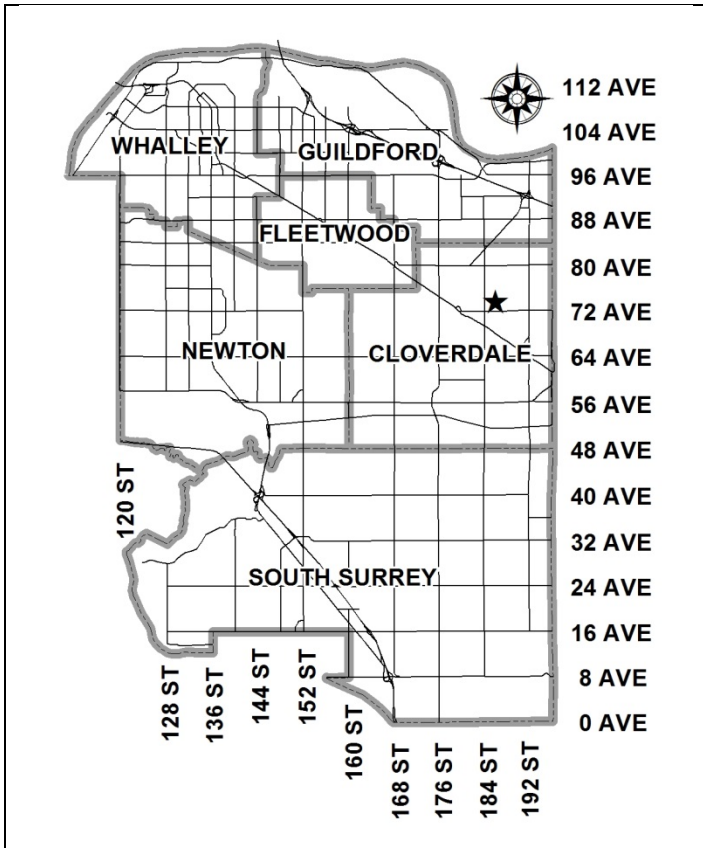 112 AVE
104 AVE
WHALLEY
GUILDFORD
96 AVE
88 AVE
FLEETWOOD
80 AVE
72 AVE
NEWTON
CLOVERDALE
64 AVE
56 AVE
48 AVE
120 ST
40 AVE
32 AVE
SOUTH SURREY
24 AVE
16 AVE
128 ST
136 ST
144 ST
152 ST
160 ST
8 AVE
0 AVE
168 ST
176 ST
184 ST
192 ST